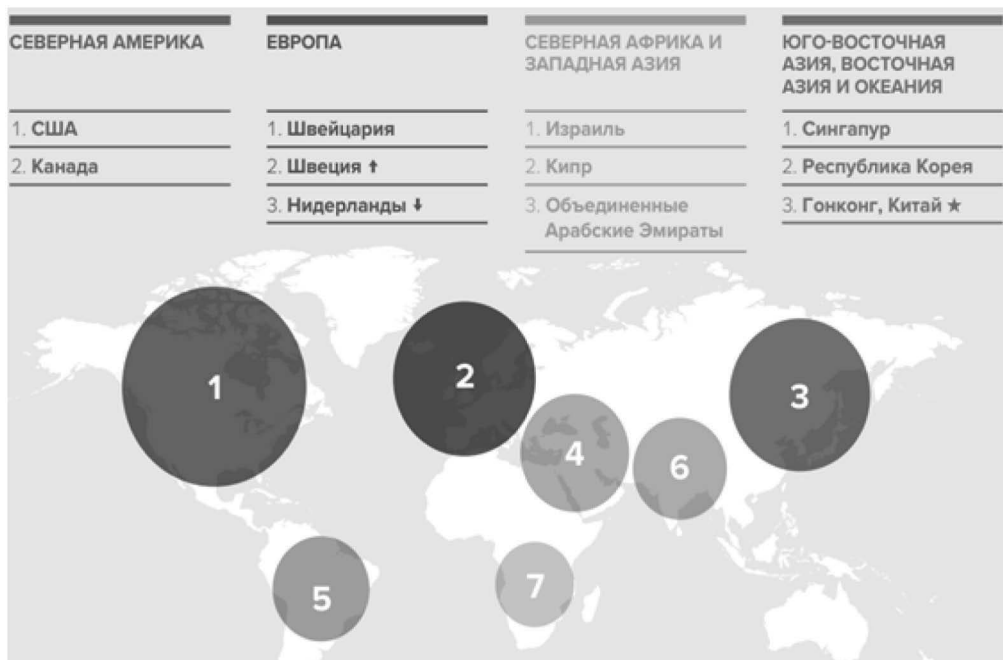 СЕВЕРНАЯ АМЕРИКА
1. США
2. Канада
ЕВРОПА
1. Швейцария
2. Швеция ↑
3. Нидерланды ↓
СЕВЕРНАЯ АФРИКА И
ЗАПАДНАЯ АЗИЯ
1. Израиль
2. Кипр
3. Объединенные
Арабские Эмираты
ЮГО-ВОСТОЧНАЯ
АЗИЯ, ВОСТОЧНАЯ
АЗИЯ И ОКЕАНИЯ
1. Сингапур
2. Республика Корея
3. Гонконг, Китай ★
1
2
3
4
6
5
7